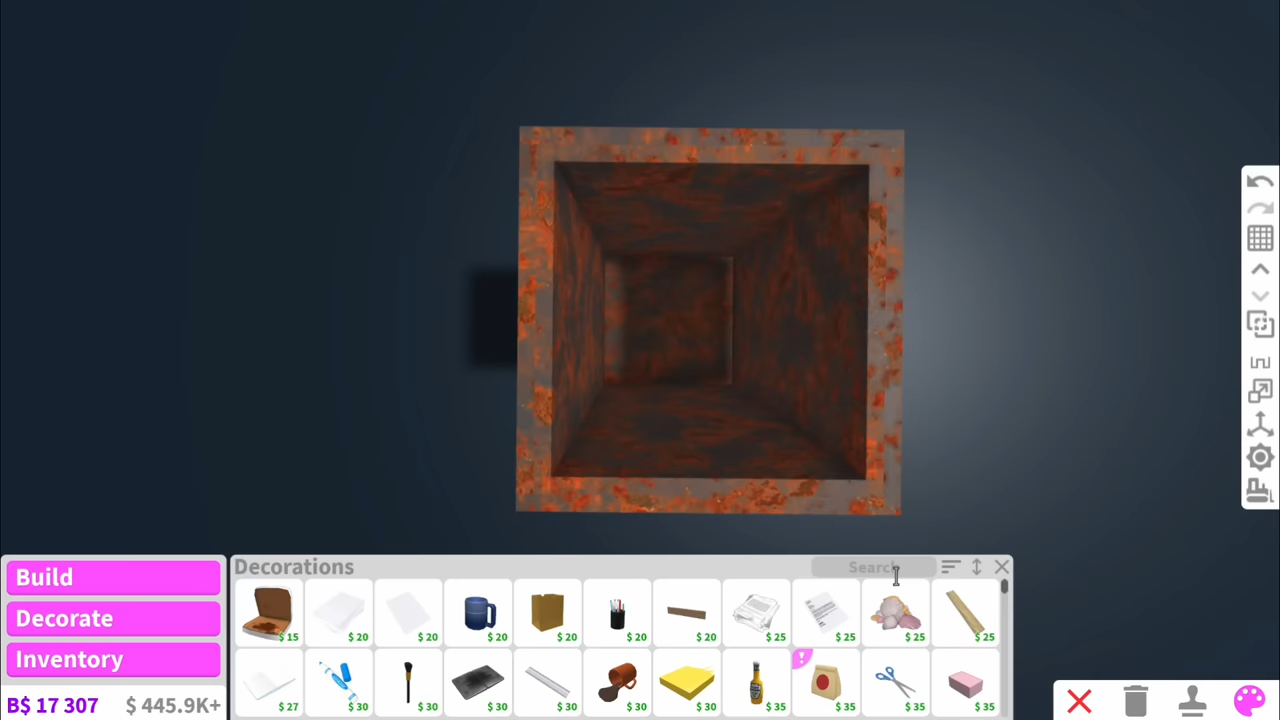 Decorations
Search
Build
Decorate
Inventory
B$ 17 307 $ 445.9K+
$ 15 $ 20 $ 20 $ 20 $ 20 $ 20 $ 20 $ 25 $ 25 $ 25 $ 25
$ 27 $ 30 $ 30 $ 30 $ 30 $ 30 $ 30 $ 35 $ 35 $ 35 $ 35